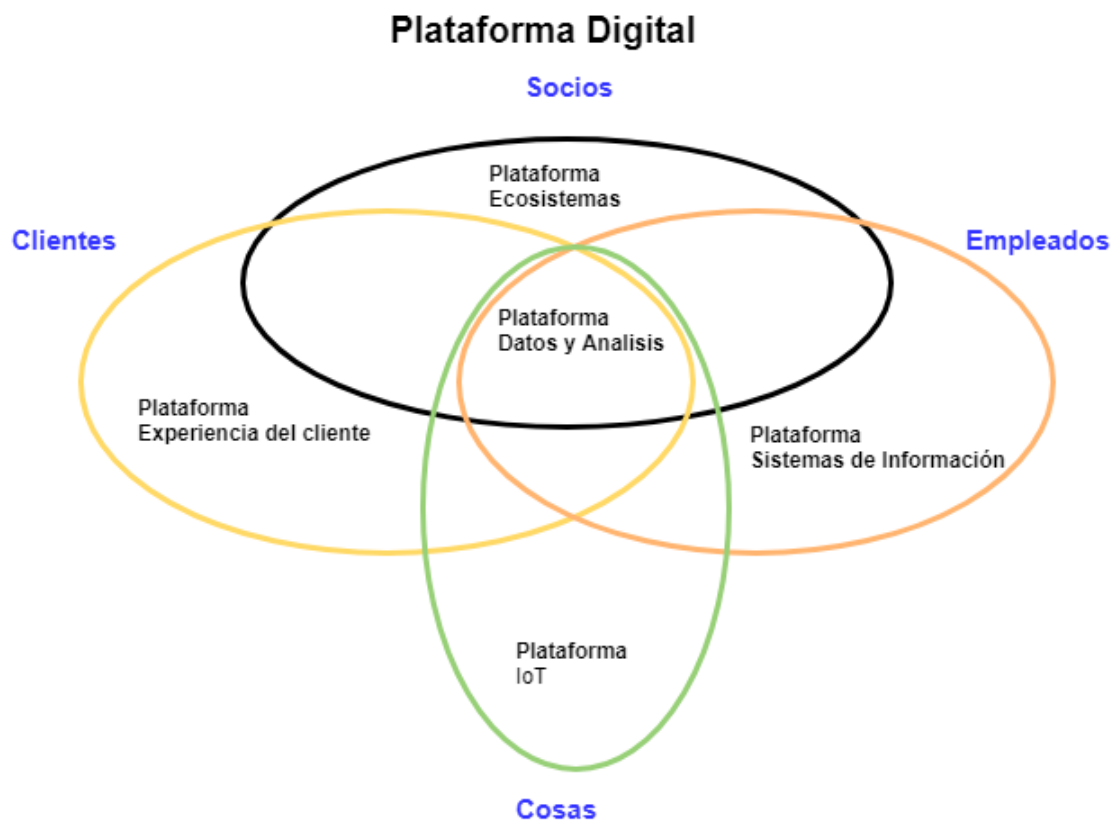 Plataforma Digital
Socios
Plataforma
Ecosistemas
Clientes
Empleados
Plataforma
Datos y Analisis
Plataforma
Experiencia del cliente
Plataforma
Sistemas de Información
Plataforma
IoT
Cosas